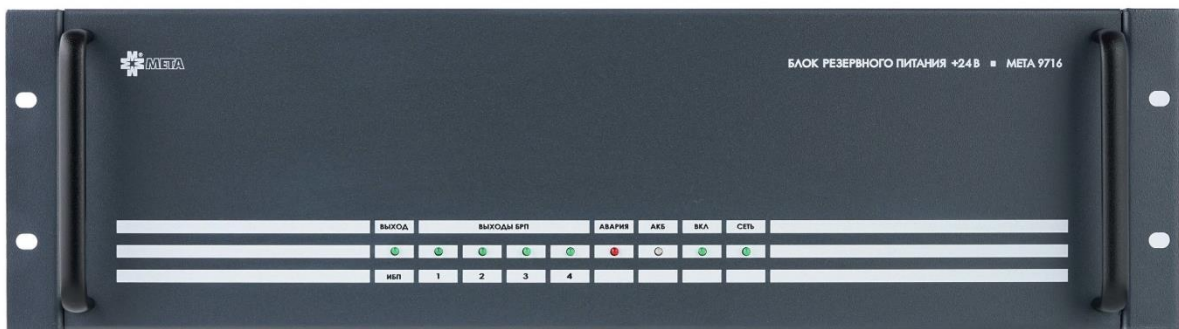 МЕТА
БЛОК РЕЗЕРВНОГО ПИТАНИЯ +24 В ■ МЕТА 9716
ВЫХОД ВЫХОДЫ БРП АВАРИЯ АКБ ВКЛ СЕТЬ
ИБП 1 2 3 4